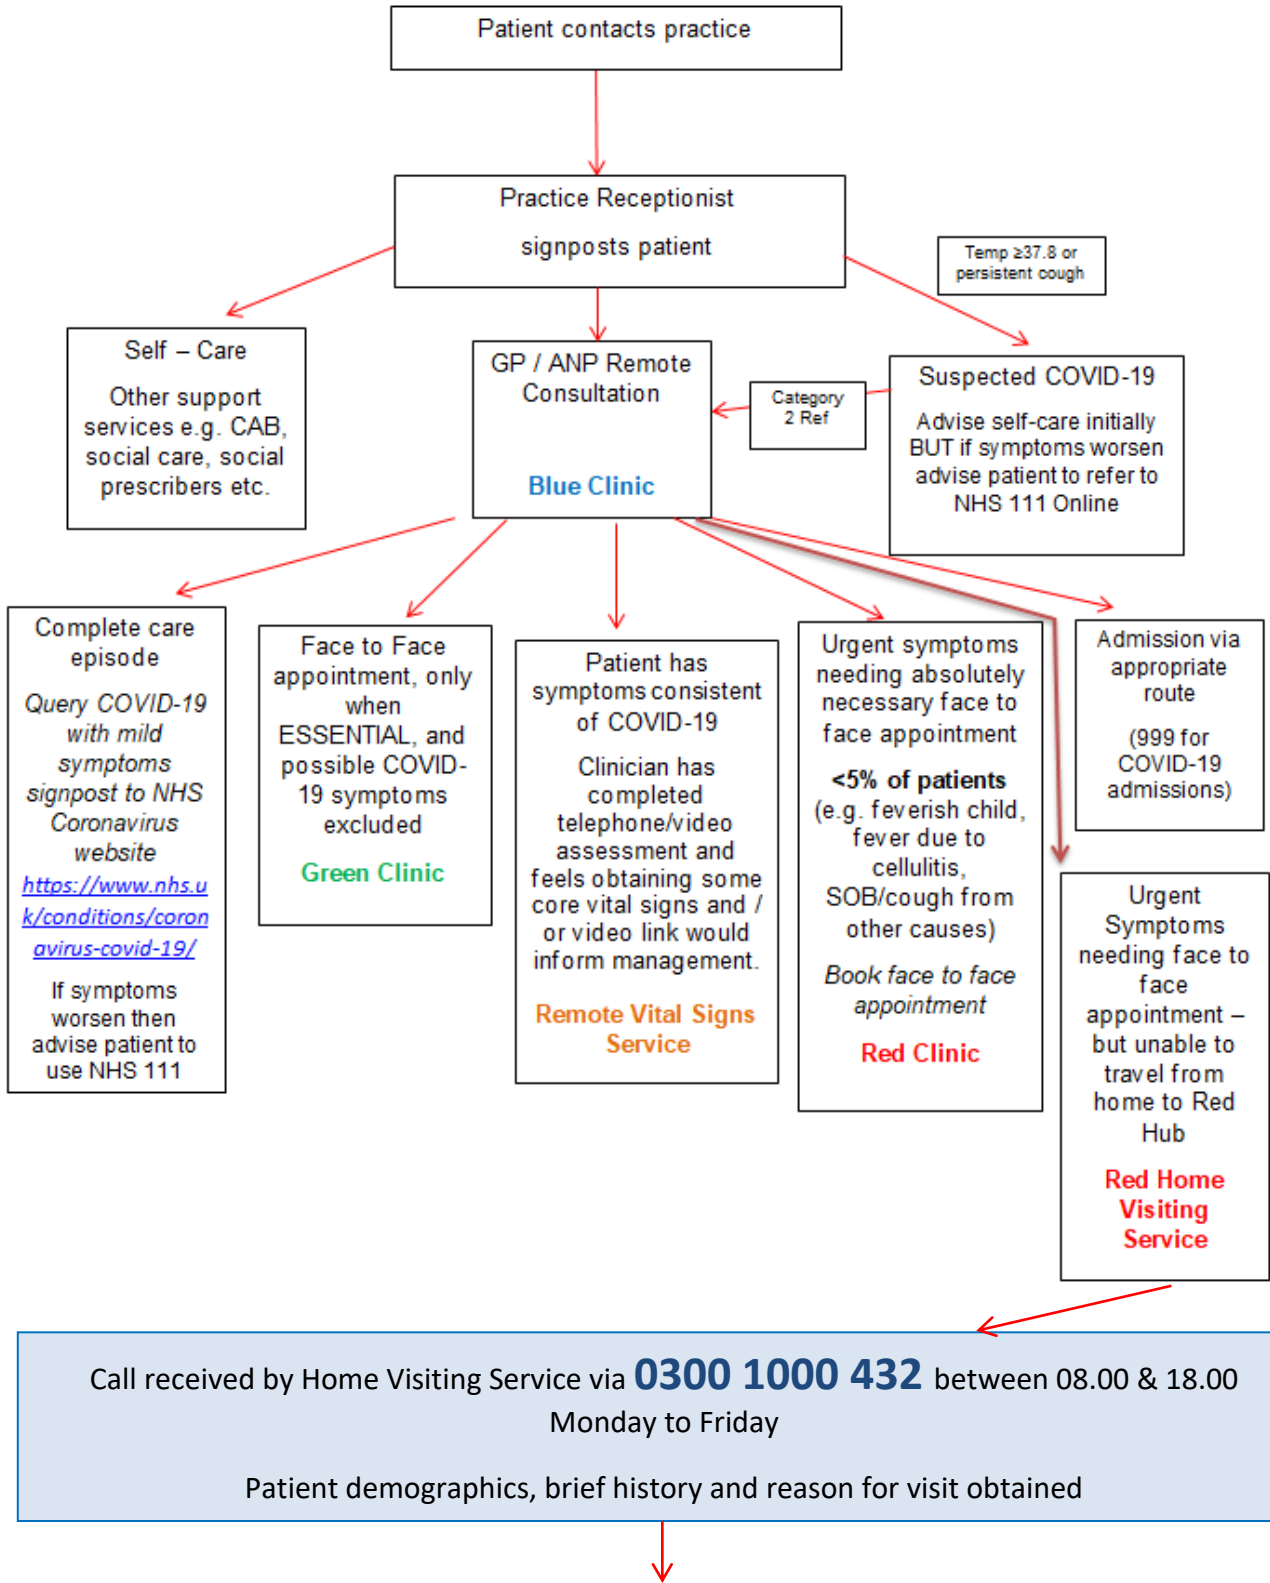 Patient contacts practice
Practice Receptionist
signposts patient
Temp ≥37.8 or
persistent cough
Self – Care
Other support
services e.g. CAB,
social care, social
prescribers etc.
GP / ANP Remote
Consultation
Blue Clinic
Category
2 Ref
Suspected COVID-19
Advise self-care initially
BUT if symptoms worsen
advise patient to refer to
NHS 111 Online
Complete care
episode
Query COVID-19
with mild
symptoms
signpost to NHS
Coronavirus
website
https://www.nhs.u
k/conditions/coron
avirus-covid-19/
If symptoms
worsen then
advise patient to
use NHS 111
Face to Face
appointment, only
when
ESSENTIAL, and
possible COVID-
19 symptoms
excluded
Green Clinic
Patient has
symptoms consistent
of COVID-19
Clinician has
completed
telephone/video
assessment and
feels obtaining some
core vital signs and /
or video link would
inform management.
Remote Vital Signs
Service
Urgent symptoms
needing absolutely
necessary face to
face appointment
<5% of patients
(e.g. feverish child,
fever due to
cellulitis,
SOB/cough from
other causes)
Book face to face
appointment
Red Clinic
Admission via
appropriate
route
(999 for
COVID-19
admissions)
Urgent
Symptoms
needing face to
face
appointment –
but unable to
travel from
home to Red
Hub
Red Home
Visiting
Service
Call received by Home Visiting Service via 0300 1000 432 between 08.00 & 18.00
Monday to Friday
Patient demographics, brief history and reason for visit obtained